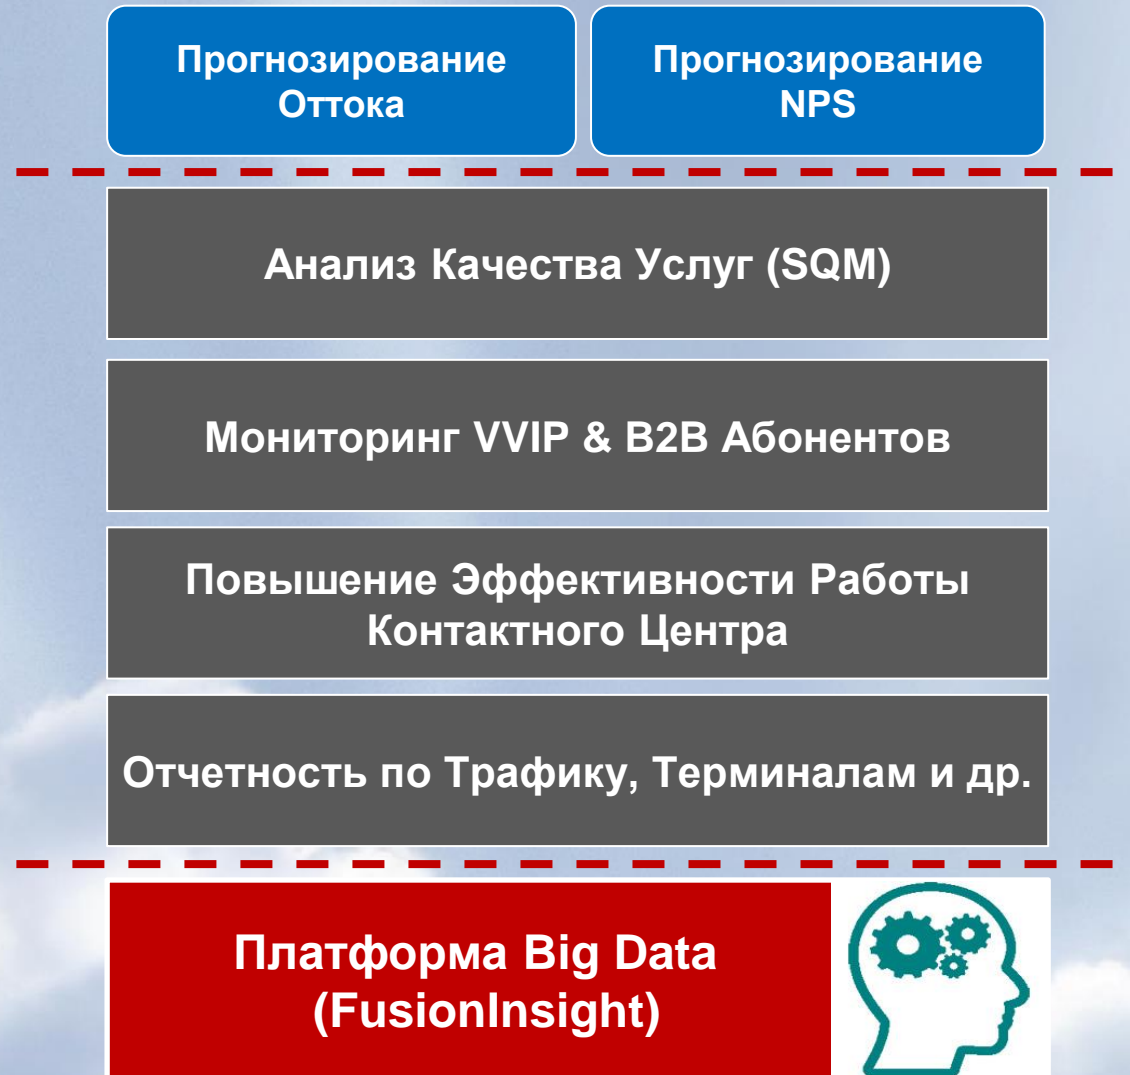 Прогнозирование
Оттока
Прогнозирование
NPS
Анализ Качества Услуг (SQM)
Мониторинг VVIP & B2B Абонентов
Повышение Эффективности Работы
Контактного Центра
Отчетность по Трафику, Терминалам и др.
Платформа Big Data
(FusionInsight)